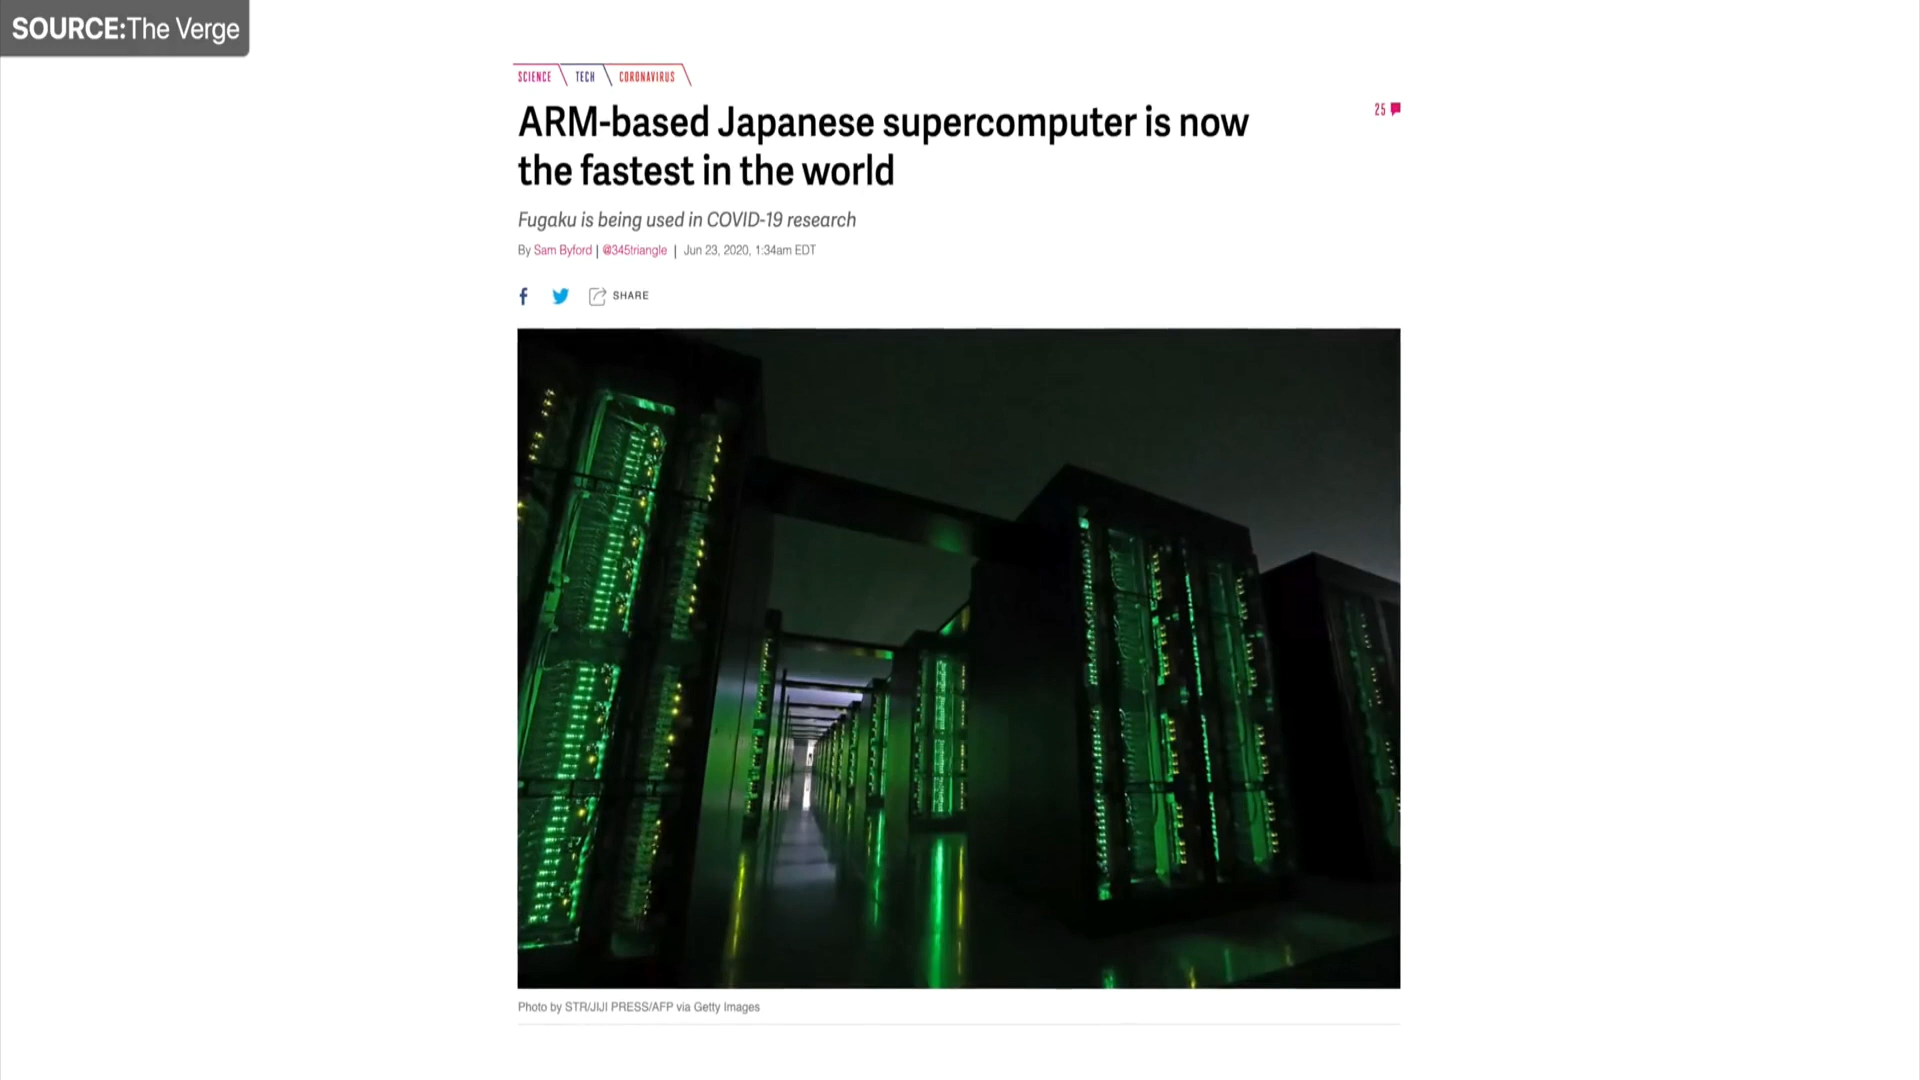 SOURCE:The Verge
SCIENCE TECH CORONAVIRUS
ARM-based Japanese supercomputer is now
the fastest in the world
25
Fugaku is being used in COVID-19 research
By Sam Byford | @345triangle | Jun 23, 2020, 1:34am EDT
SHARE
Photo by STR/JIJI PRESS/AFP via Getty Images